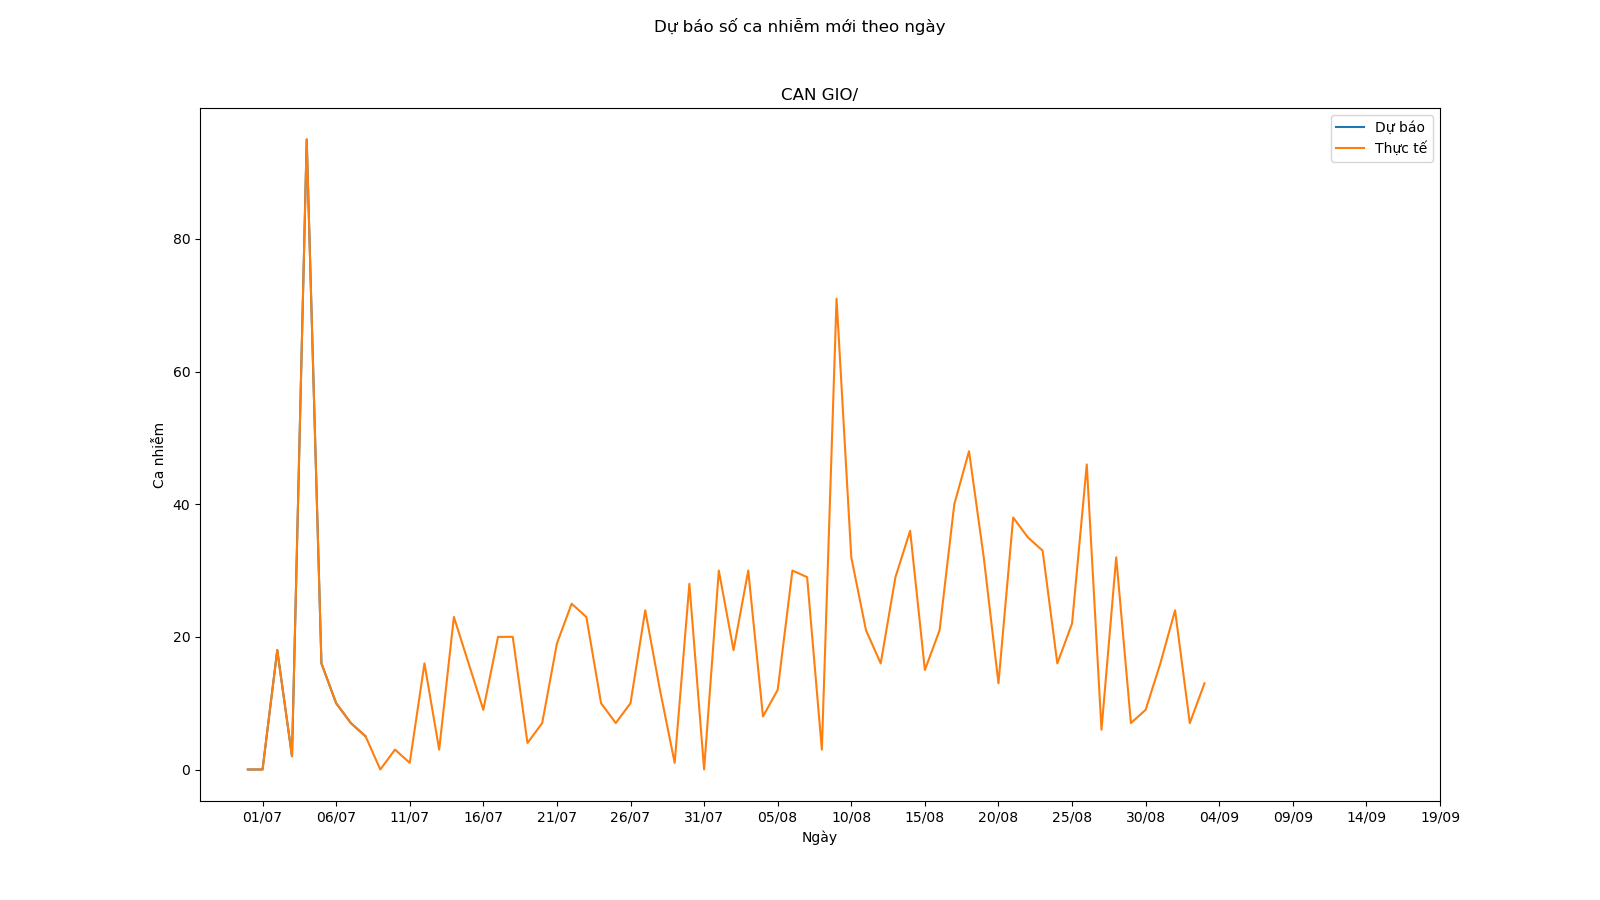 Dự báo số ca nhiễm mới theo ngày
CAN GIO/
Dự báo
Thực tế
80
60
40
20
0
Ca nhiễm
01/07 06/07 11/07 16/07 21/07 26/07 31/07 05/08 10/08 15/08 20/08 25/08 30/08 04/09 09/09 14/09 19/09
Ngày